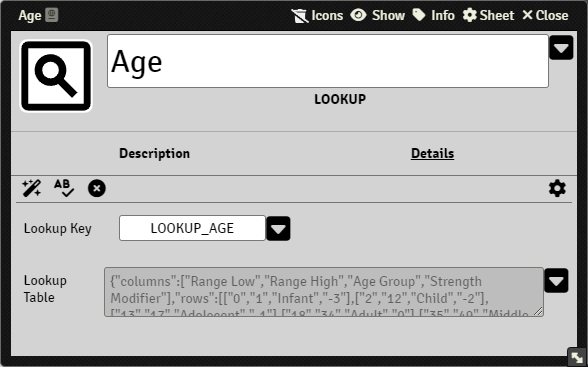 Age
Icons Show Info Sheet Close
Age
LOOKUP
Description Details
AB
Lookup Key LOOKUP_AGE
Lookup Table
{"columns":["Range Low","Range High","Age Group","Strength
Modifier"],"rows":[["0","1","Infant","-3"],["2","12","Child","-2"],
["13","17","Adolescent","-1"],["18","34","Adult","0"],["35","49","Middle